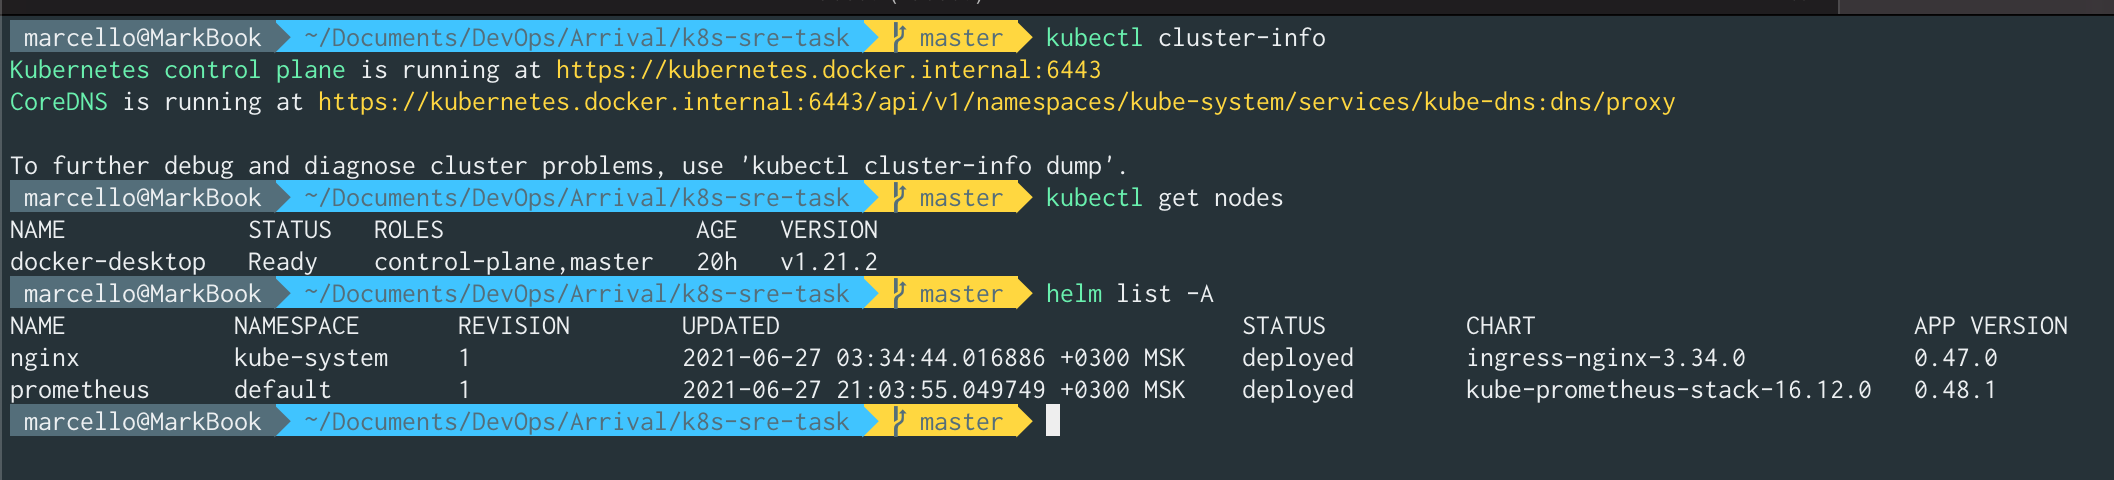 marcello@MarkBook ~/Documents/DevOps/Arrival/k8s-sre-task master kubectl cluster-info
Kubernetes control plane is running at https://kubernetes.docker.internal:6443
CoreDNS is running at https://kubernetes.docker.internal:6443/api/v1/namespaces/kube-system/services/kube-dns:dns/proxy
To further debug and diagnose cluster problems, use 'kubectl cluster-info dump'.
marcello@MarkBook ~/Documents/DevOps/Arrival/k8s-sre-task master kubectl get nodes
NAME STATUS ROLES AGE VERSION
docker-desktop Ready control-plane,master 20h v1.21.2
marcello@MarkBook ~/Documents/DevOps/Arrival/k8s-sre-task master helm list -A
NAME NAMESPACE REVISION UPDATED STATUS CHART APP VERSION
nginx kube-system 1 2021-06-27 03:34:44.016886 +0300 MSK deployed ingress-nginx-3.34.0 0.47.0
prometheus default 1 2021-06-27 21:03:55.049749 +0300 MSK deployed kube-prometheus-stack-16.12.0 0.48.1
marcello@MarkBook ~/Documents/DevOps/Arrival/k8s-sre-task master